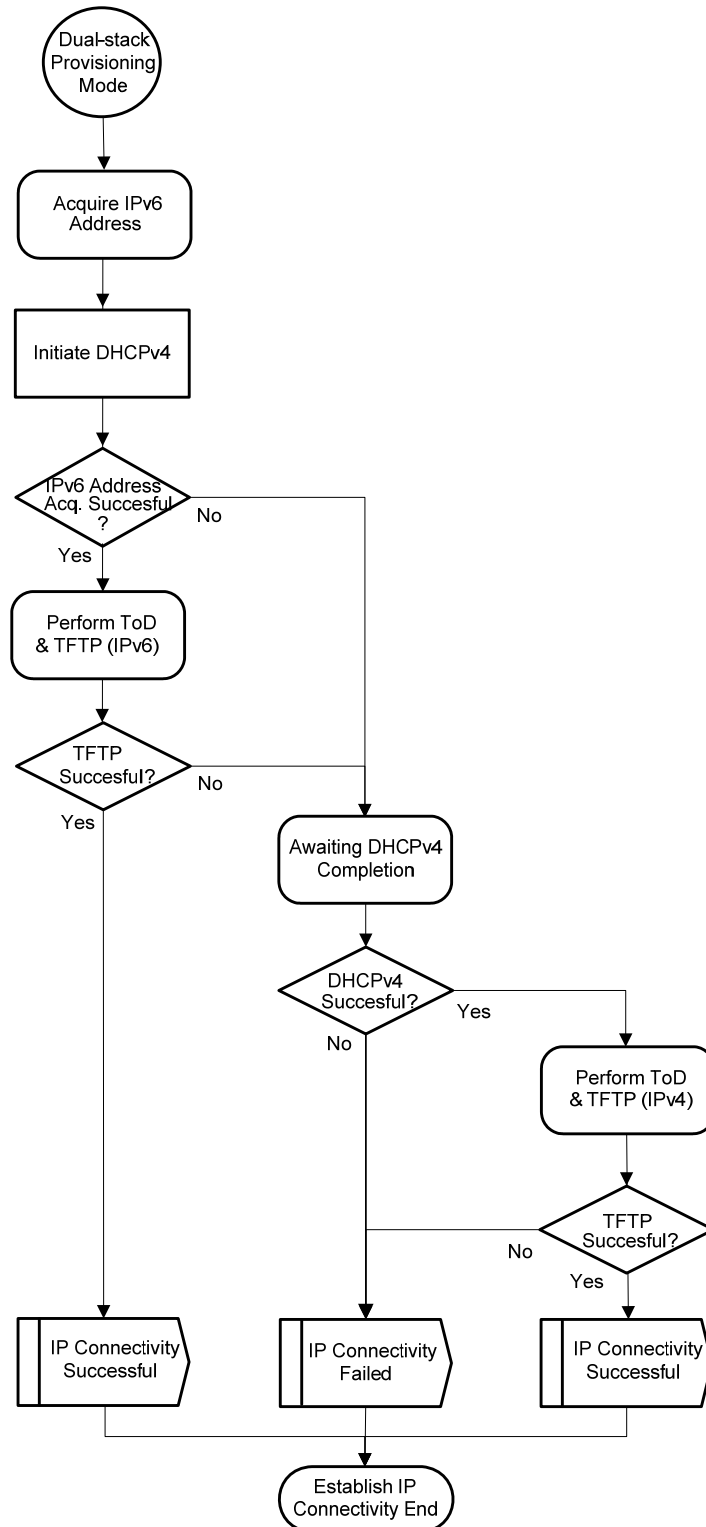 Dual-stack
Provisioning
Mode
Acquire IPv6
Address
Initiate DHCPv4
IPv6 Address
Acq. Succesful
?
No
Yes
Perform ToD
& TFTP (IPv6)
TFTP
Succesful?
No
Yes
Awaiting DHCPv4
Completion
DHCPv4
Succesful?
Yes
No
Perform ToD
& TFTP (IPv4)
TFTP
Succesful?
No
Yes
IP Connectivity
Successful
IP Connectivity
Failed
IP Connectivity
Successful
Establish IP
Connectivity End